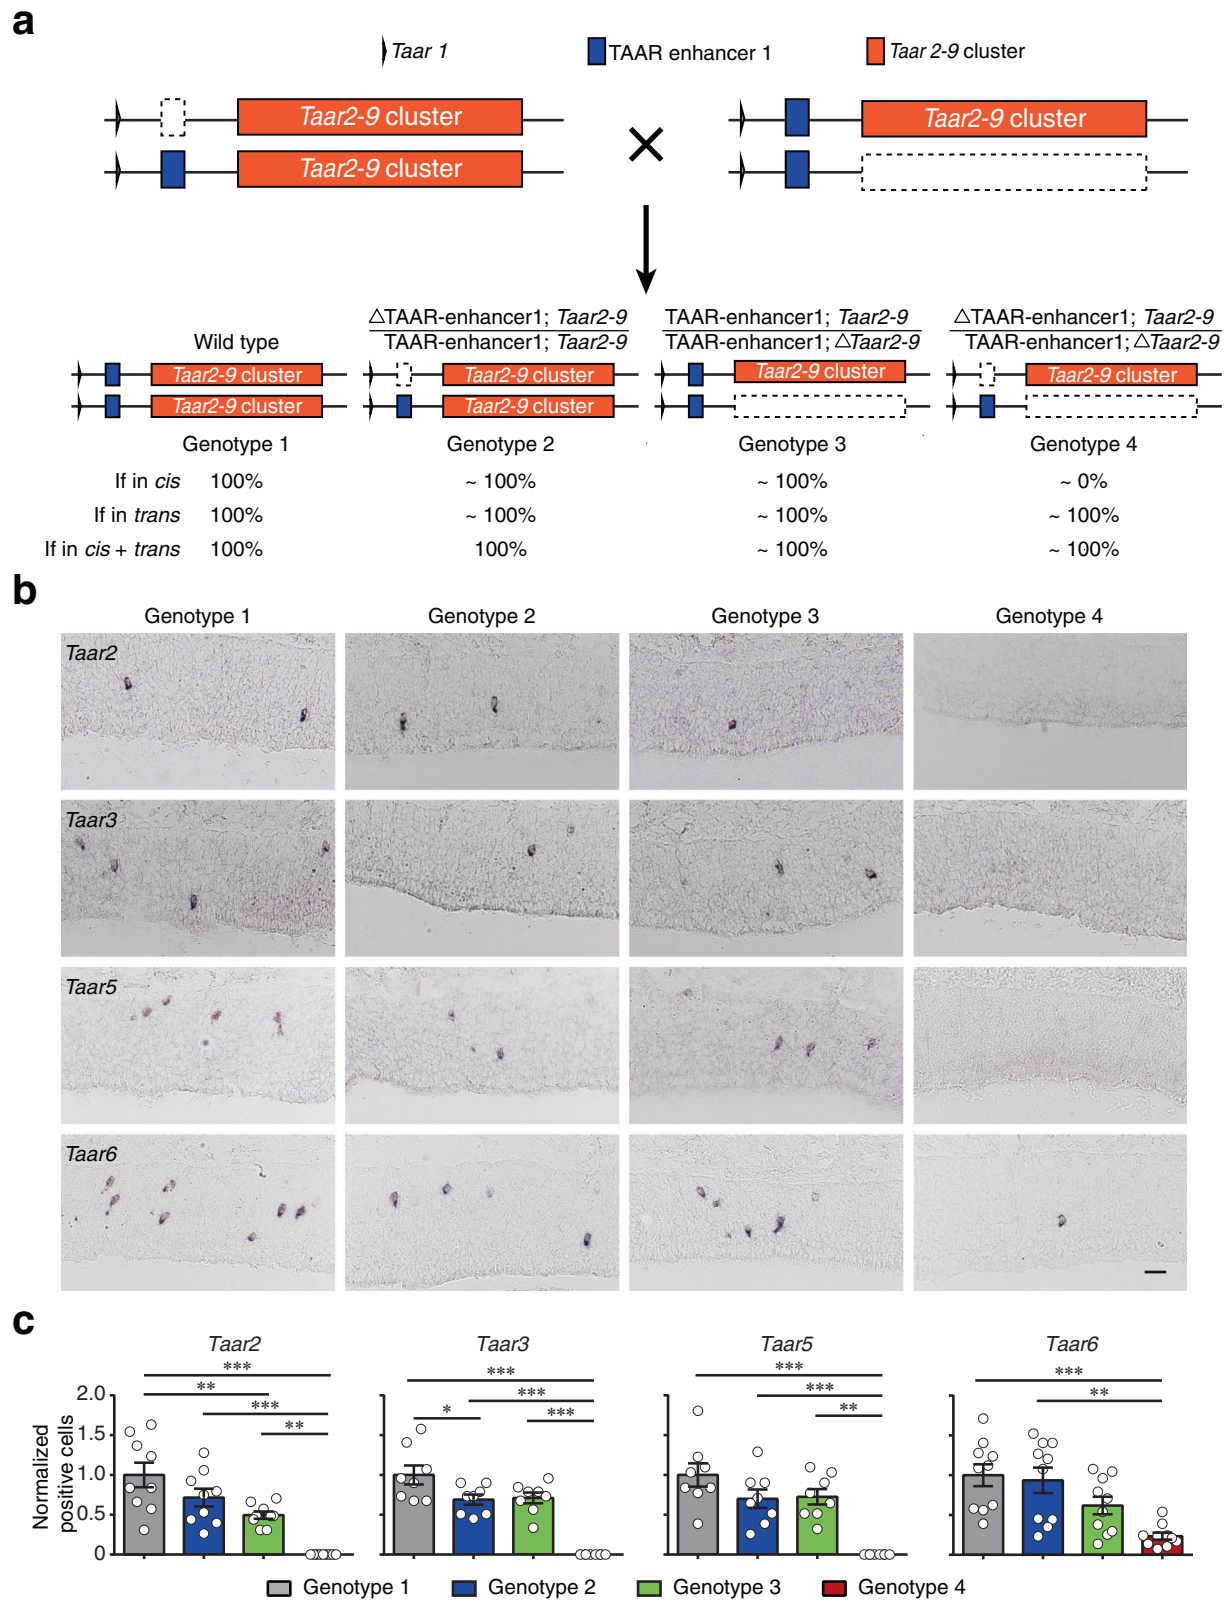 a
Taar 1
TAAR enhancer 1
Taar 2-9 cluster
Taar2-9 cluster
Taar2-9 cluster
Taar2-9 cluster
×
Wild type
△TAAR-enhancer1; Taar2-9
TAAR-enhancer1; Taar2-9
TAAR-enhancer1; Taar2-9
TAAR-enhancer1; △Taar2-9
△TAAR-enhancer1; Taar2-9
TAAR-enhancer1; △Taar2-9
Taar2-9 cluster
Taar2-9 cluster
Taar2-9 cluster
Taar2-9 cluster
Taar2-9 cluster
Taar2-9 cluster
Genotype 1 Genotype 2 Genotype 3 Genotype 4
If in cis 100% ~ 100% ~ 100% ~ 0%
If in trans 100% ~ 100% ~ 100% ~ 100%
If in cis + trans 100% 100% ~ 100% ~ 100%
b
Genotype 1 Genotype 2 Genotype 3 Genotype 4
Taar2
Taar3
Taar5
Taar6
c
Taar2 Taar3 Taar5 Taar6
Normalized
positive cells
2.0
1.5
1.0
0.5
0
***
**
***
**
***
***
*
***
***
***
**
***
**
Genotype 1 Genotype 2 Genotype 3 Genotype 4